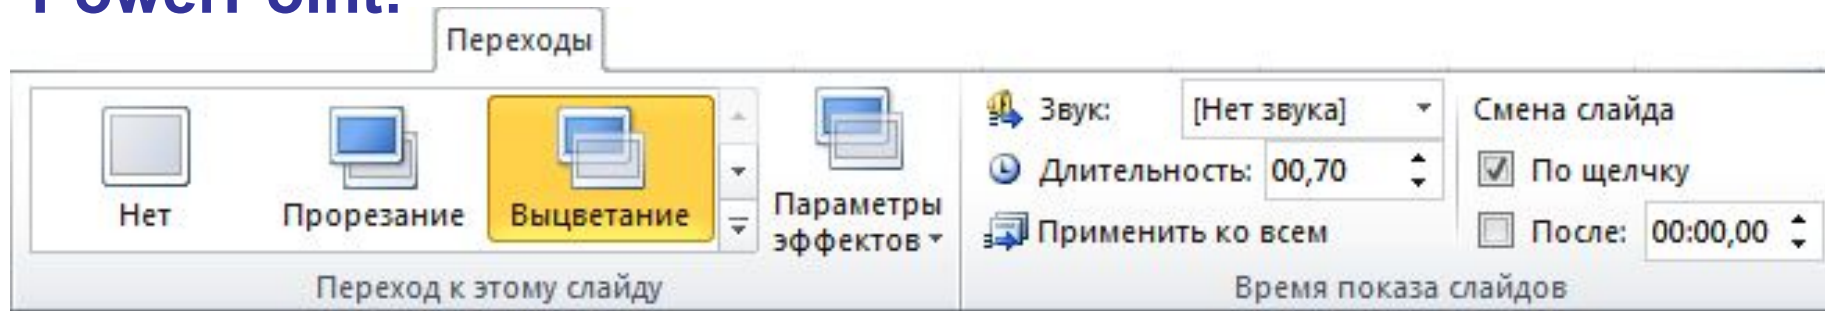 PowerPoint.
Переходы
Нет
Прорезание
Выцветание
Параметры
эффектов
Переход к этому слайду
Звук: [Нет звука]
Длительность: 00,70
Применить ко всем
Смена слайда
По щелчку
После: 00:00,00
Время показа слайдов